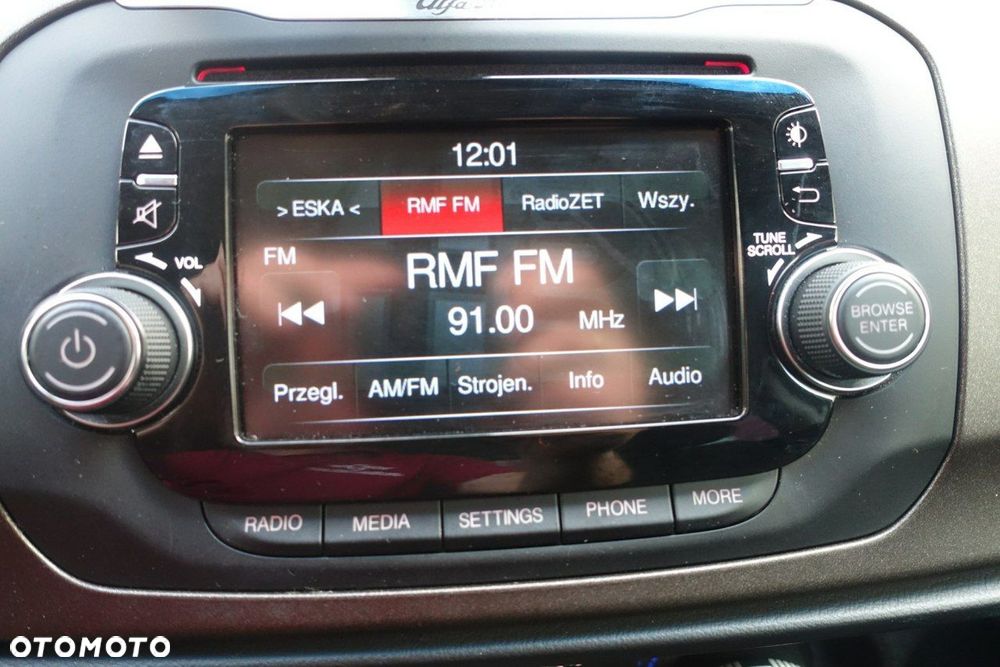 Alfa
12:01
> ESKA < RMF FM RadioZET Wszy.
VOL
TUNE
SCROLL
FM
RMF FM
91.00 MHz
BROWSE
ENTER
Przegl. AM/FM Strojen. Info Audio
RADIO MEDIA SETTINGS PHONE MORE
OTOMOTO